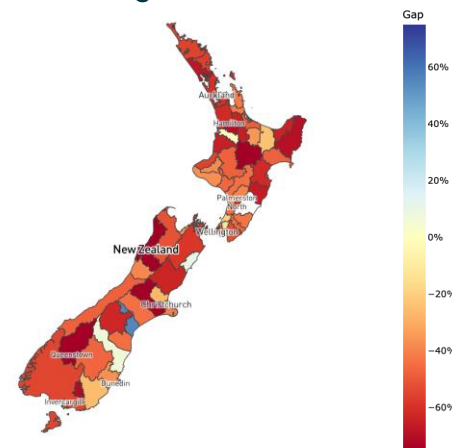 Gap
60%
40%
20%
0%
−20%
−40%
−60%
Auckland
Hamilton
Palmerston
North
Wellington
New Zealand
Christchurch
Queenstown
Dunedin
Invercargill